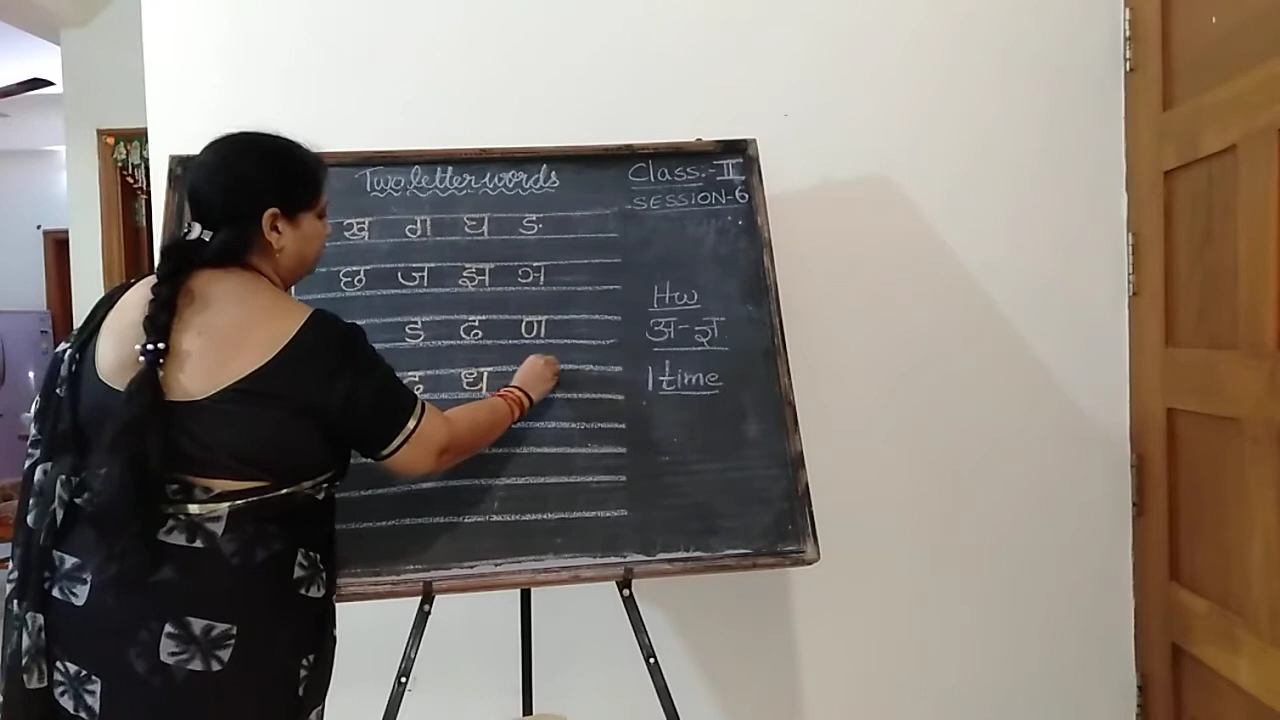 Two letter words
Class.-II
SESSION-6
ख ग घ ङ
छ ज झ ञ
ड ढ ण
द ध
Hw
अ-ज्ञ
1 time